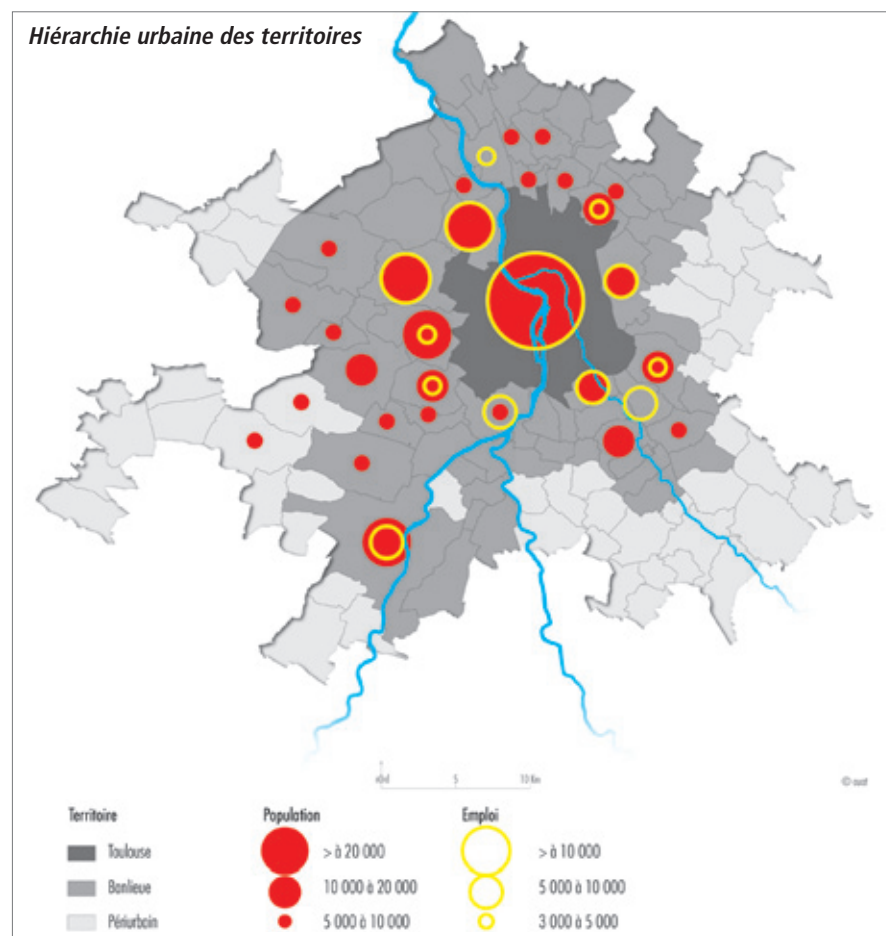 Hiérarchie urbaine des territoires
5 10 Km
© auat
Territoire Population Emploi
Toulouse > à 20 000 > à 10 000
Banlieue 10 000 à 20 000 5 000 à 10 000
Périurbain 5 000 à 10 000 3 000 à 5 000